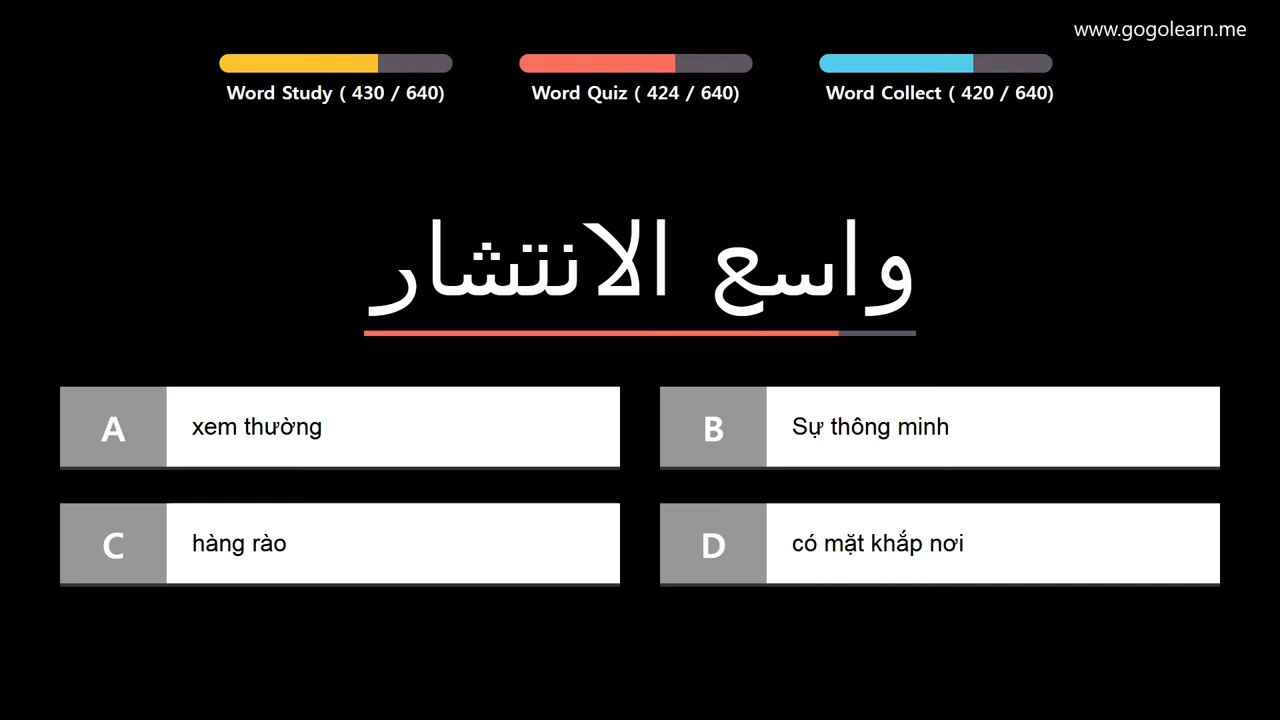 www.gogolearn.me
Word Study ( 430 / 640)
Word Quiz ( 424 / 640)
Word Collect ( 420 / 640)
واسع الانتشار
A
xem thường
B
Sự thông minh
C
hàng rào
D
có mặt khắp nơi